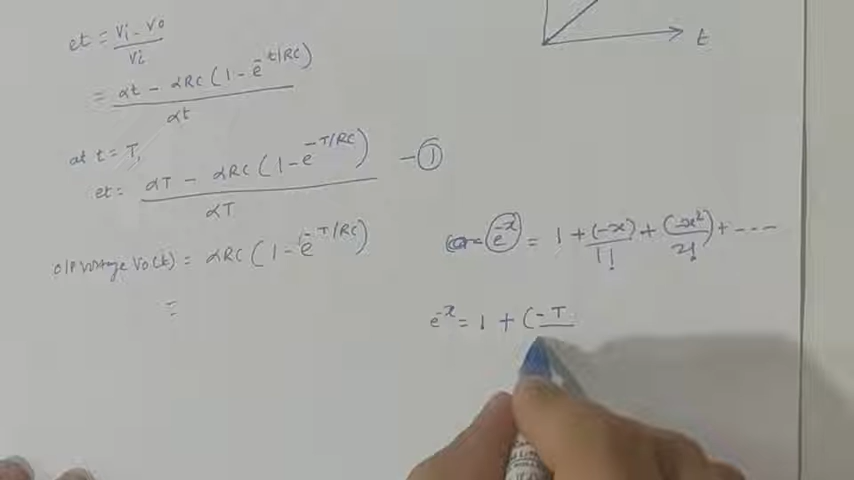 et = Vi - Vo / Vi
= αt - αRC (1 - e^-t/RC) / αt
at t = T,
et = αT - αRC (1 - e^-T/RC) / αT - ①
O/P Voltage Vo(t) = αRC (1 - e^-T/RC)
=
t
e^-x = 1 + (-x)/1! + (-x²)/2! + ----
e^-x = 1 + (-T